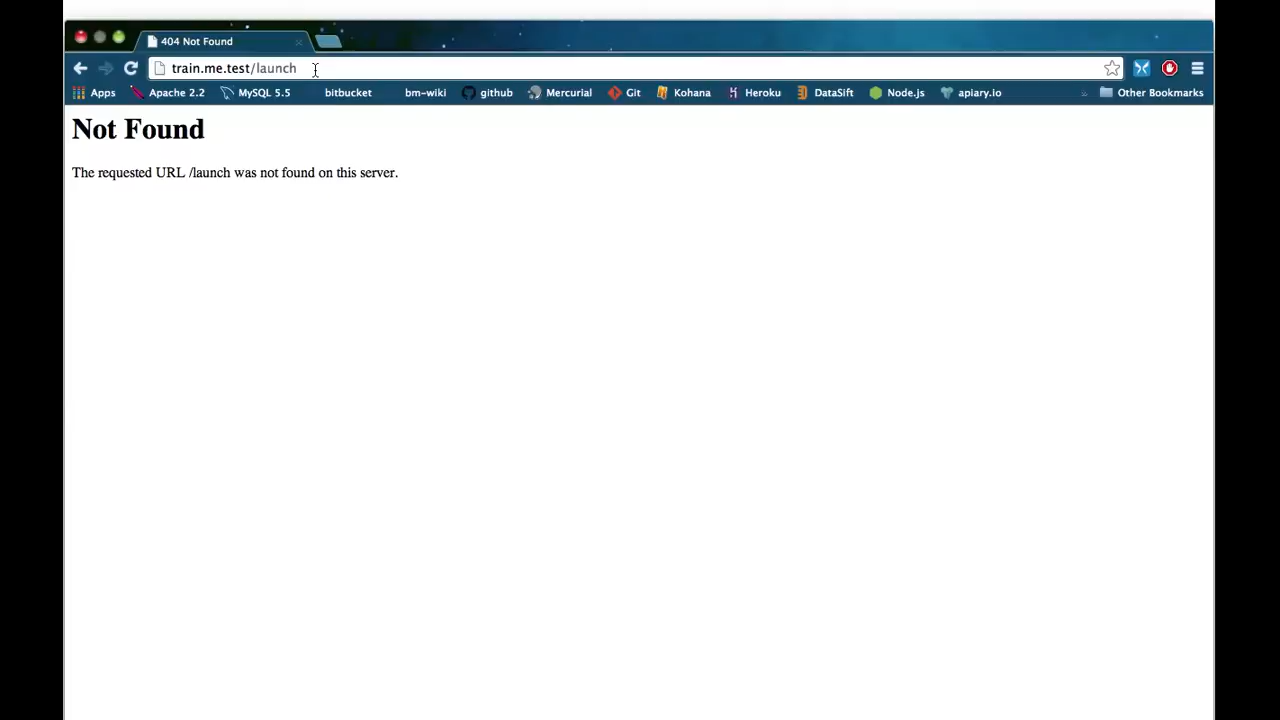 404 Not Found
train.me.test/launch
Apps Apache 2.2 MySQL 5.5 bitbucket bm-wiki github Mercurial Git Kohana Heroku DataSift Node.js apiary.io » Other Bookmarks
Not Found
The requested URL /launch was not found on this server.